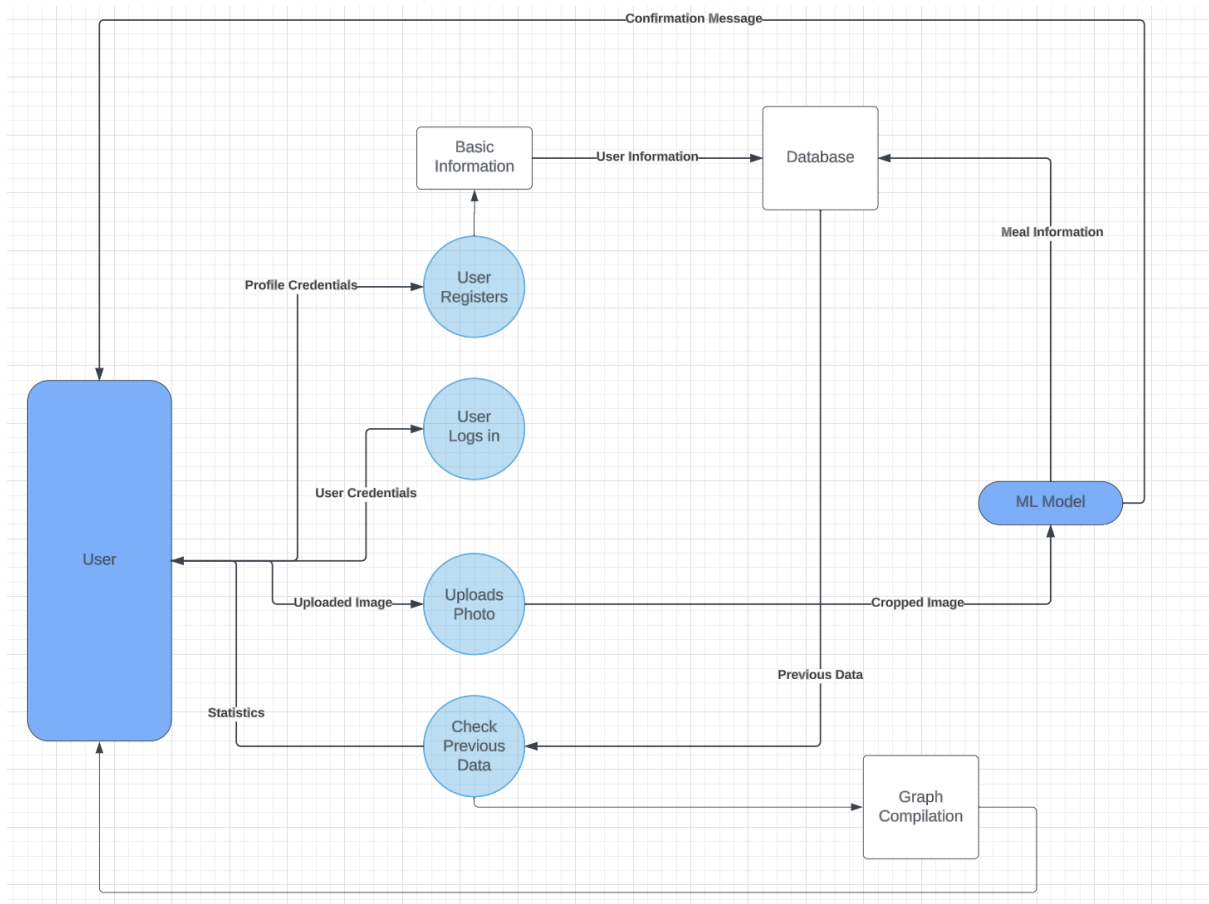 Confirmation Message
Basic
Information
User Information
Database
Meal Information
Profile Credentials
User
Registers
User
Logs in
User Credentials
ML Model
User
Uploaded Image
Uploads
Photo
Cropped Image
Previous Data
Statistics
Check
Previous
Data
Graph
Compilation